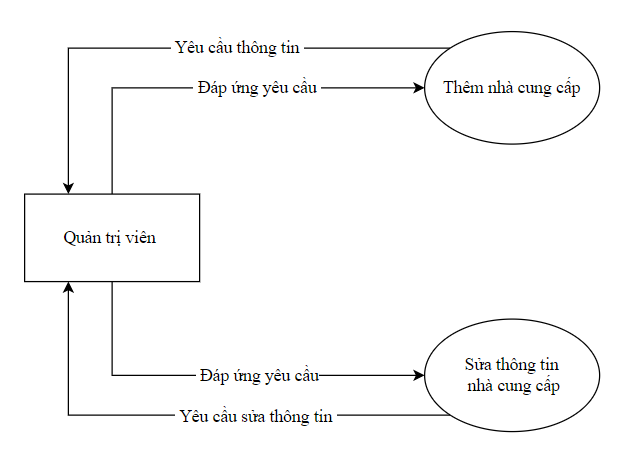 Yêu cầu thông tin
Đáp ứng yêu cầu
Thêm nhà cung cấp
Quản trị viên
Đáp ứng yêu cầu
Sửa thông tin
nhà cung cấp
Yêu cầu sửa thông tin